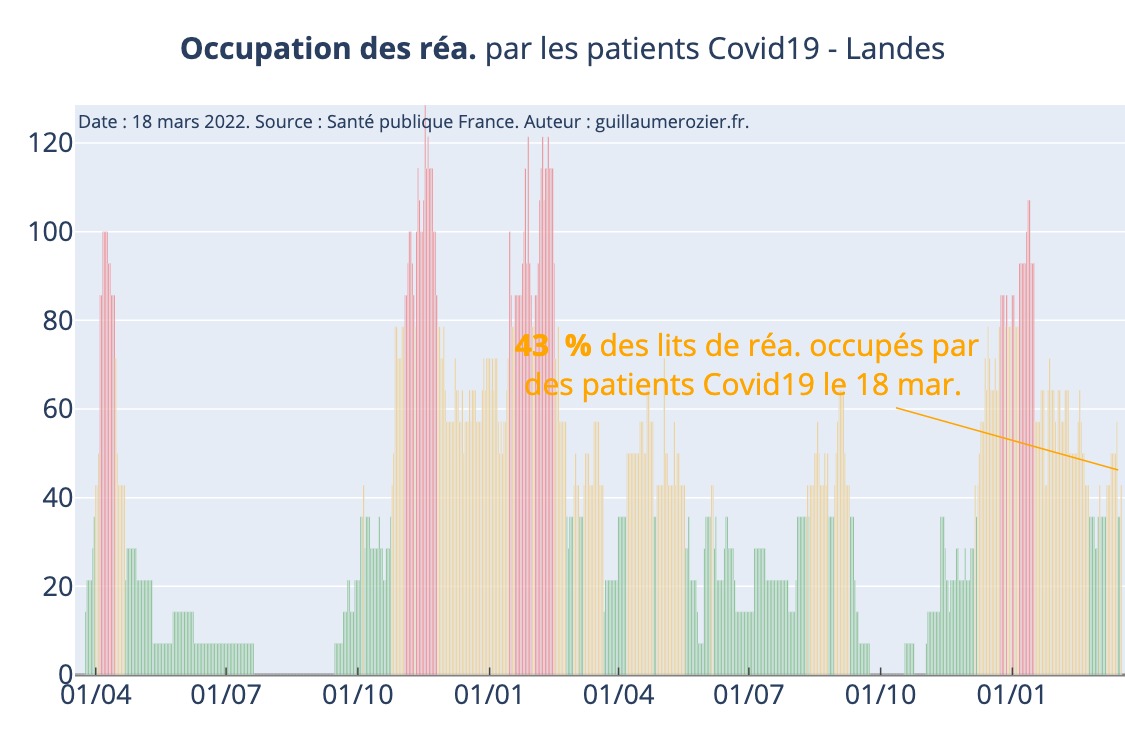 Occupation des réa. par les patients Covid19 - Landes
Date : 18 mars 2022. Source : Santé publique France. Auteur : guillaumerozier.fr.
120
100
80
60
40
20
0
43 % des lits de réa. occupés par
des patients Covid19 le 18 mar.
01/04 01/07 01/10 01/01 01/04 01/07 01/10 01/01